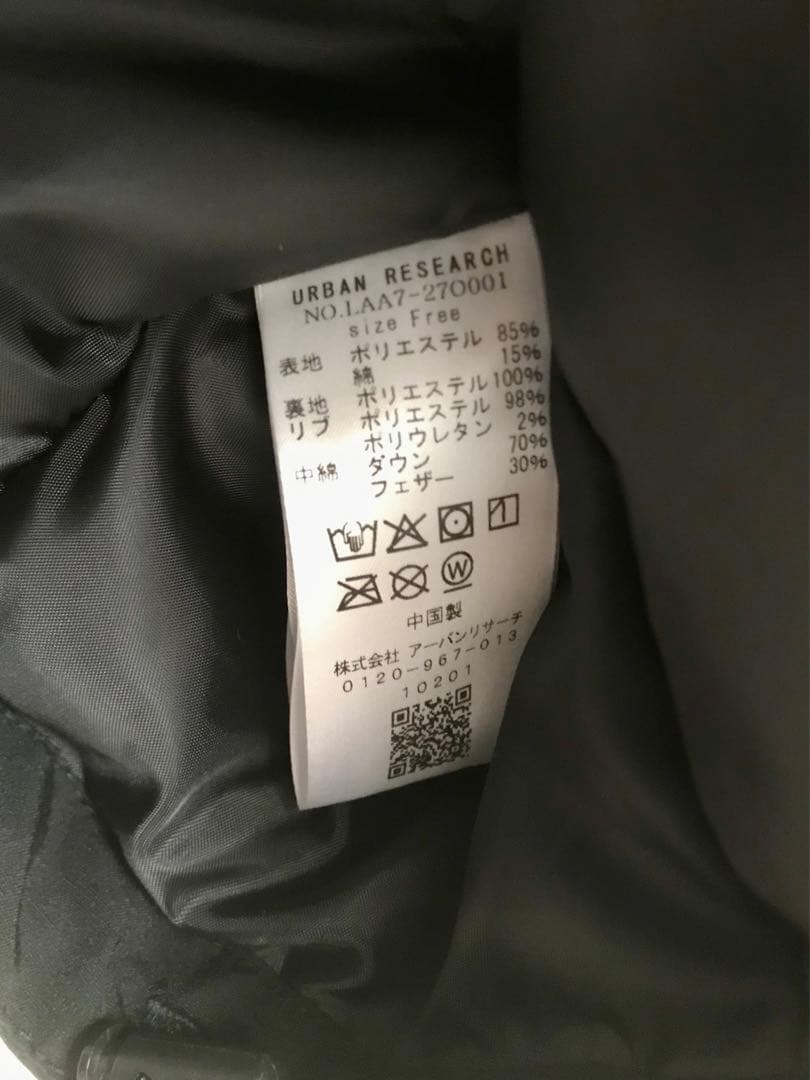 URBAN RESEARCH
NO.LAA7-270001
size Free
表地 ポリエステル 85%
綿 15%
裏地 ポリエステル 100%
リブ ポリエステル 98%
ポリウレタン 2%
中綿 ダウン 70%
フェザー 30%
W
中国製
株式会社 アーバンリサーチ
0120-967-013
10201